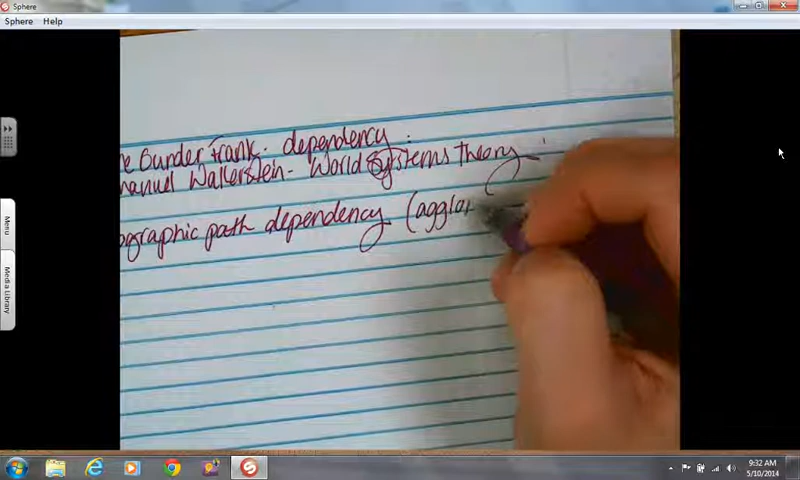 Sphere
Sphere Help
ne Gunder Frank. dependency.
manuel Wallerstein- World Systems theory
ographic path dependency (agglo
Menu
Media Library
9:32 AM
5/10/2014